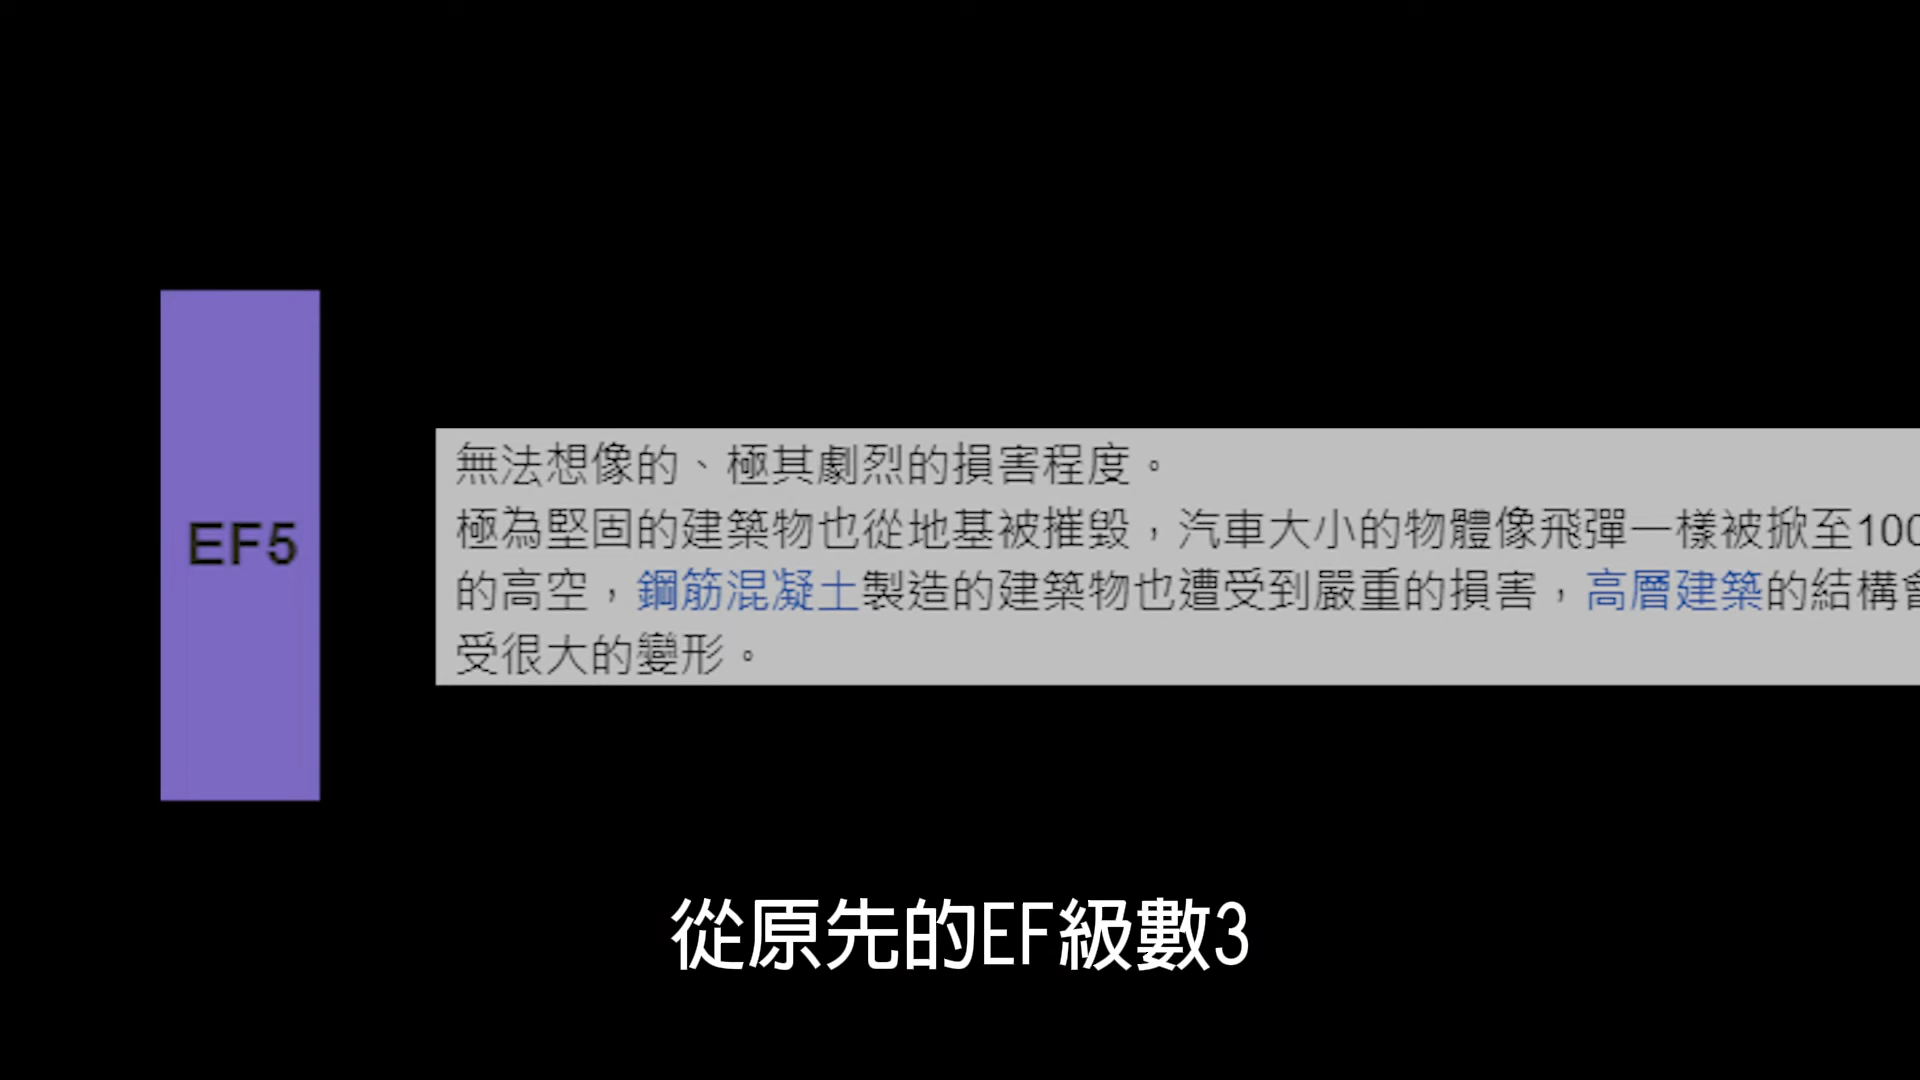 EF5
無法想像的、極其劇烈的損害程度。
極為堅固的建築物也從地基被摧毀，汽車大小的物體像飛彈一樣被掀至100
的高空，鋼筋混凝土製造的建築物也遭受到嚴重的損害，高層建築的結構會
受很大的變形。
從原先的EF級數3